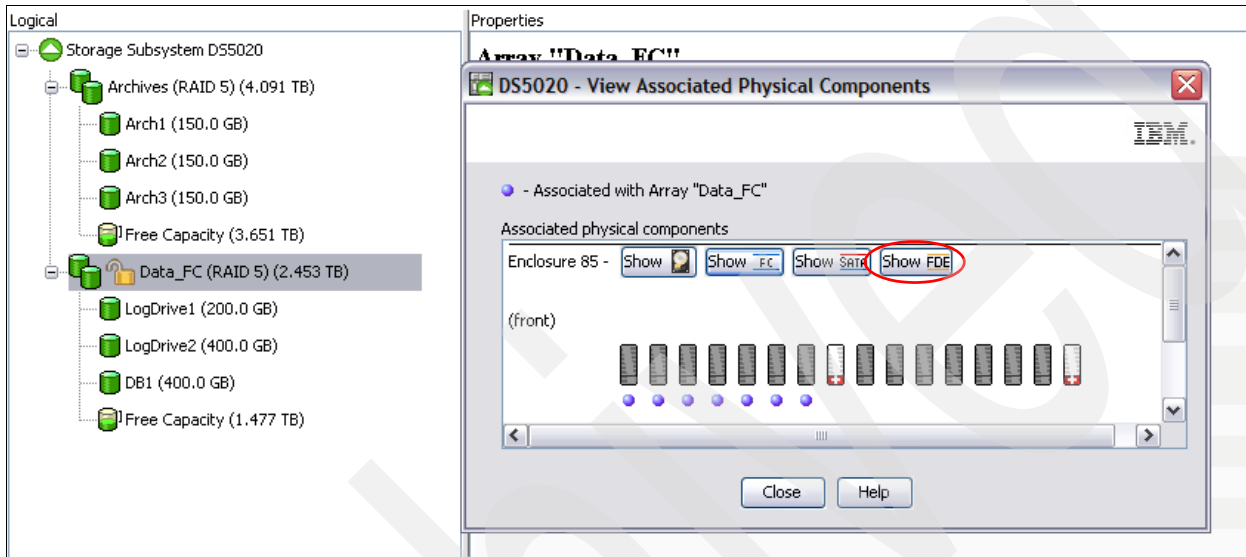 Logical
Storage Subsystem DS5020
Archives (RAID 5) (4.091 TB)
Arch1 (150.0 GB)
Arch2 (150.0 GB)
Arch3 (150.0 GB)
Free Capacity (3.651 TB)
Data_FC (RAID 5) (2.453 TB)
LogDrive1 (200.0 GB)
LogDrive2 (400.0 GB)
DB1 (400.0 GB)
Free Capacity (1.477 TB)
Properties
Array "Data_FC"
DS5020 - View Associated Physical Components
IBM.
- Associated with Array "Data_FC"
Associated physical components
Enclosure 85 - Show Show FC Show SATA Show FDE
(front)
Close Help